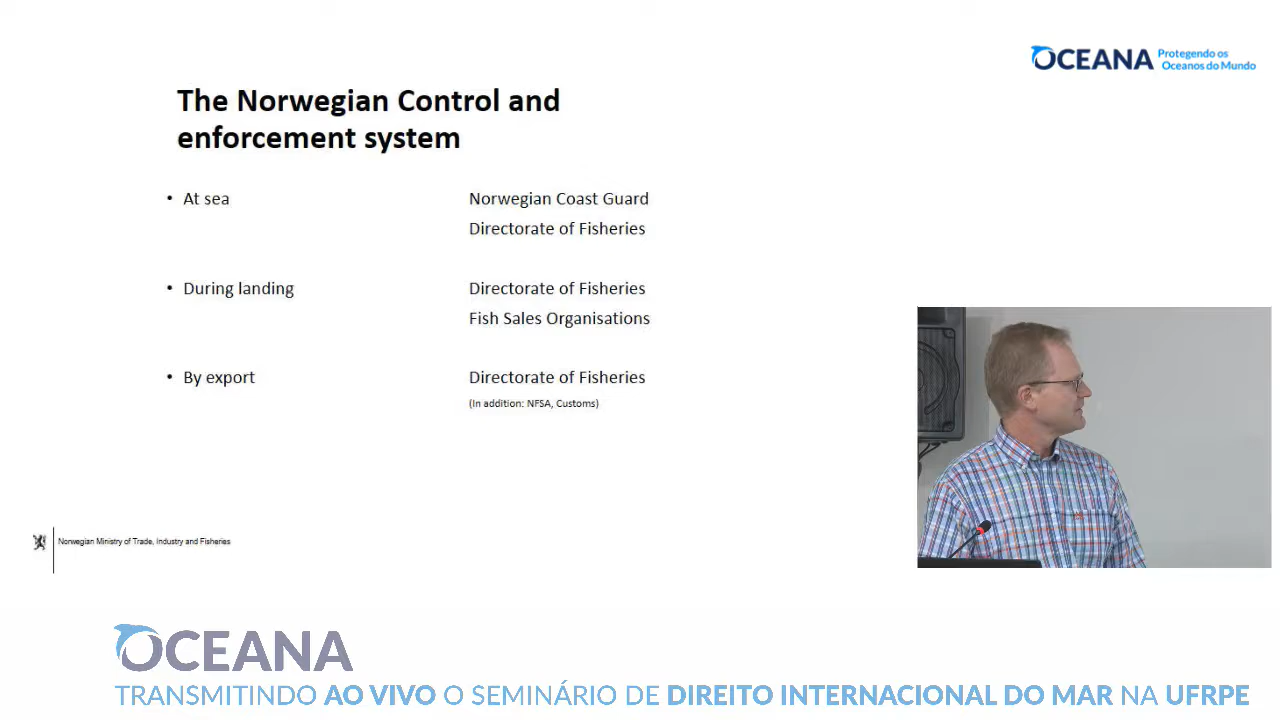 OCEANA Protegendo os
Oceanos do Mundo
The Norwegian Control and
enforcement system
• At sea
Norwegian Coast Guard
Directorate of Fisheries
• During landing
Directorate of Fisheries
Fish Sales Organisations
• By export
Directorate of Fisheries
(In addition: NFSA, Customs)
Norwegian Ministry of Trade, Industry and Fisheries
OCEANA
TRANSMITINDO AO VIVO O SEMINÁRIO DE DIREITO INTERNACIONAL DO MAR NA UFRPE